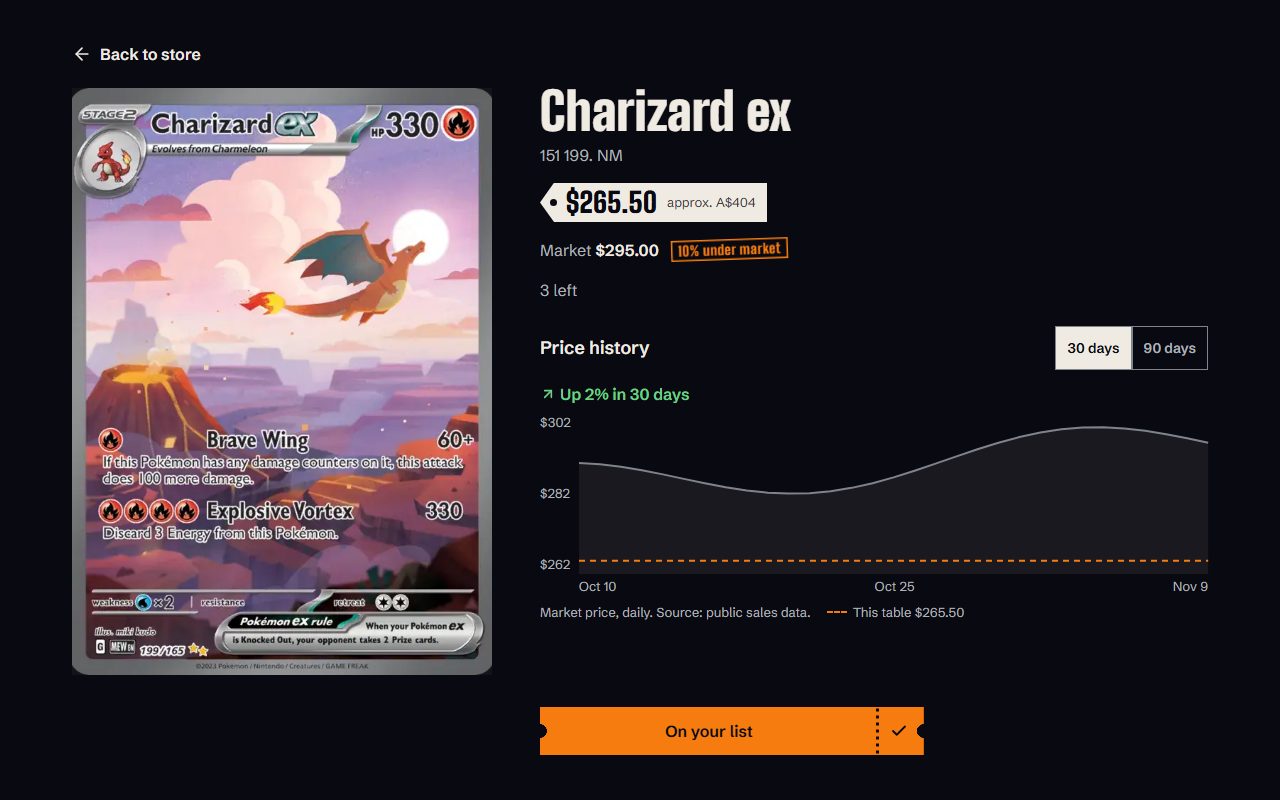 Back to store
STAGE2
Charizard ex
HP 330
Evolves from Charmeleon
Brave Wing 60+
If this Pokémon has any damage counters on it, this attack
does 100 more damage.
Explosive Vortex 330
Discard 3 Energy from this Pokémon.
weakness ×2 resistance retreat
Pokémon ex rule
When your Pokémon ex
is Knocked Out, your opponent takes 2 Prize cards.
Illus. miki kudo
G MEW EN 199/165
©2023 Pokémon / Nintendo / Creatures / GAME FREAK
Charizard ex
151 199. NM
$265.50 approx. A$404
Market $295.00 10% under market
3 left
Price history
30 days 90 days
Up 2% in 30 days
$302
$282
$262
Oct 10 Oct 25 Nov 9
Market price, daily. Source: public sales data. This table $265.50
On your list